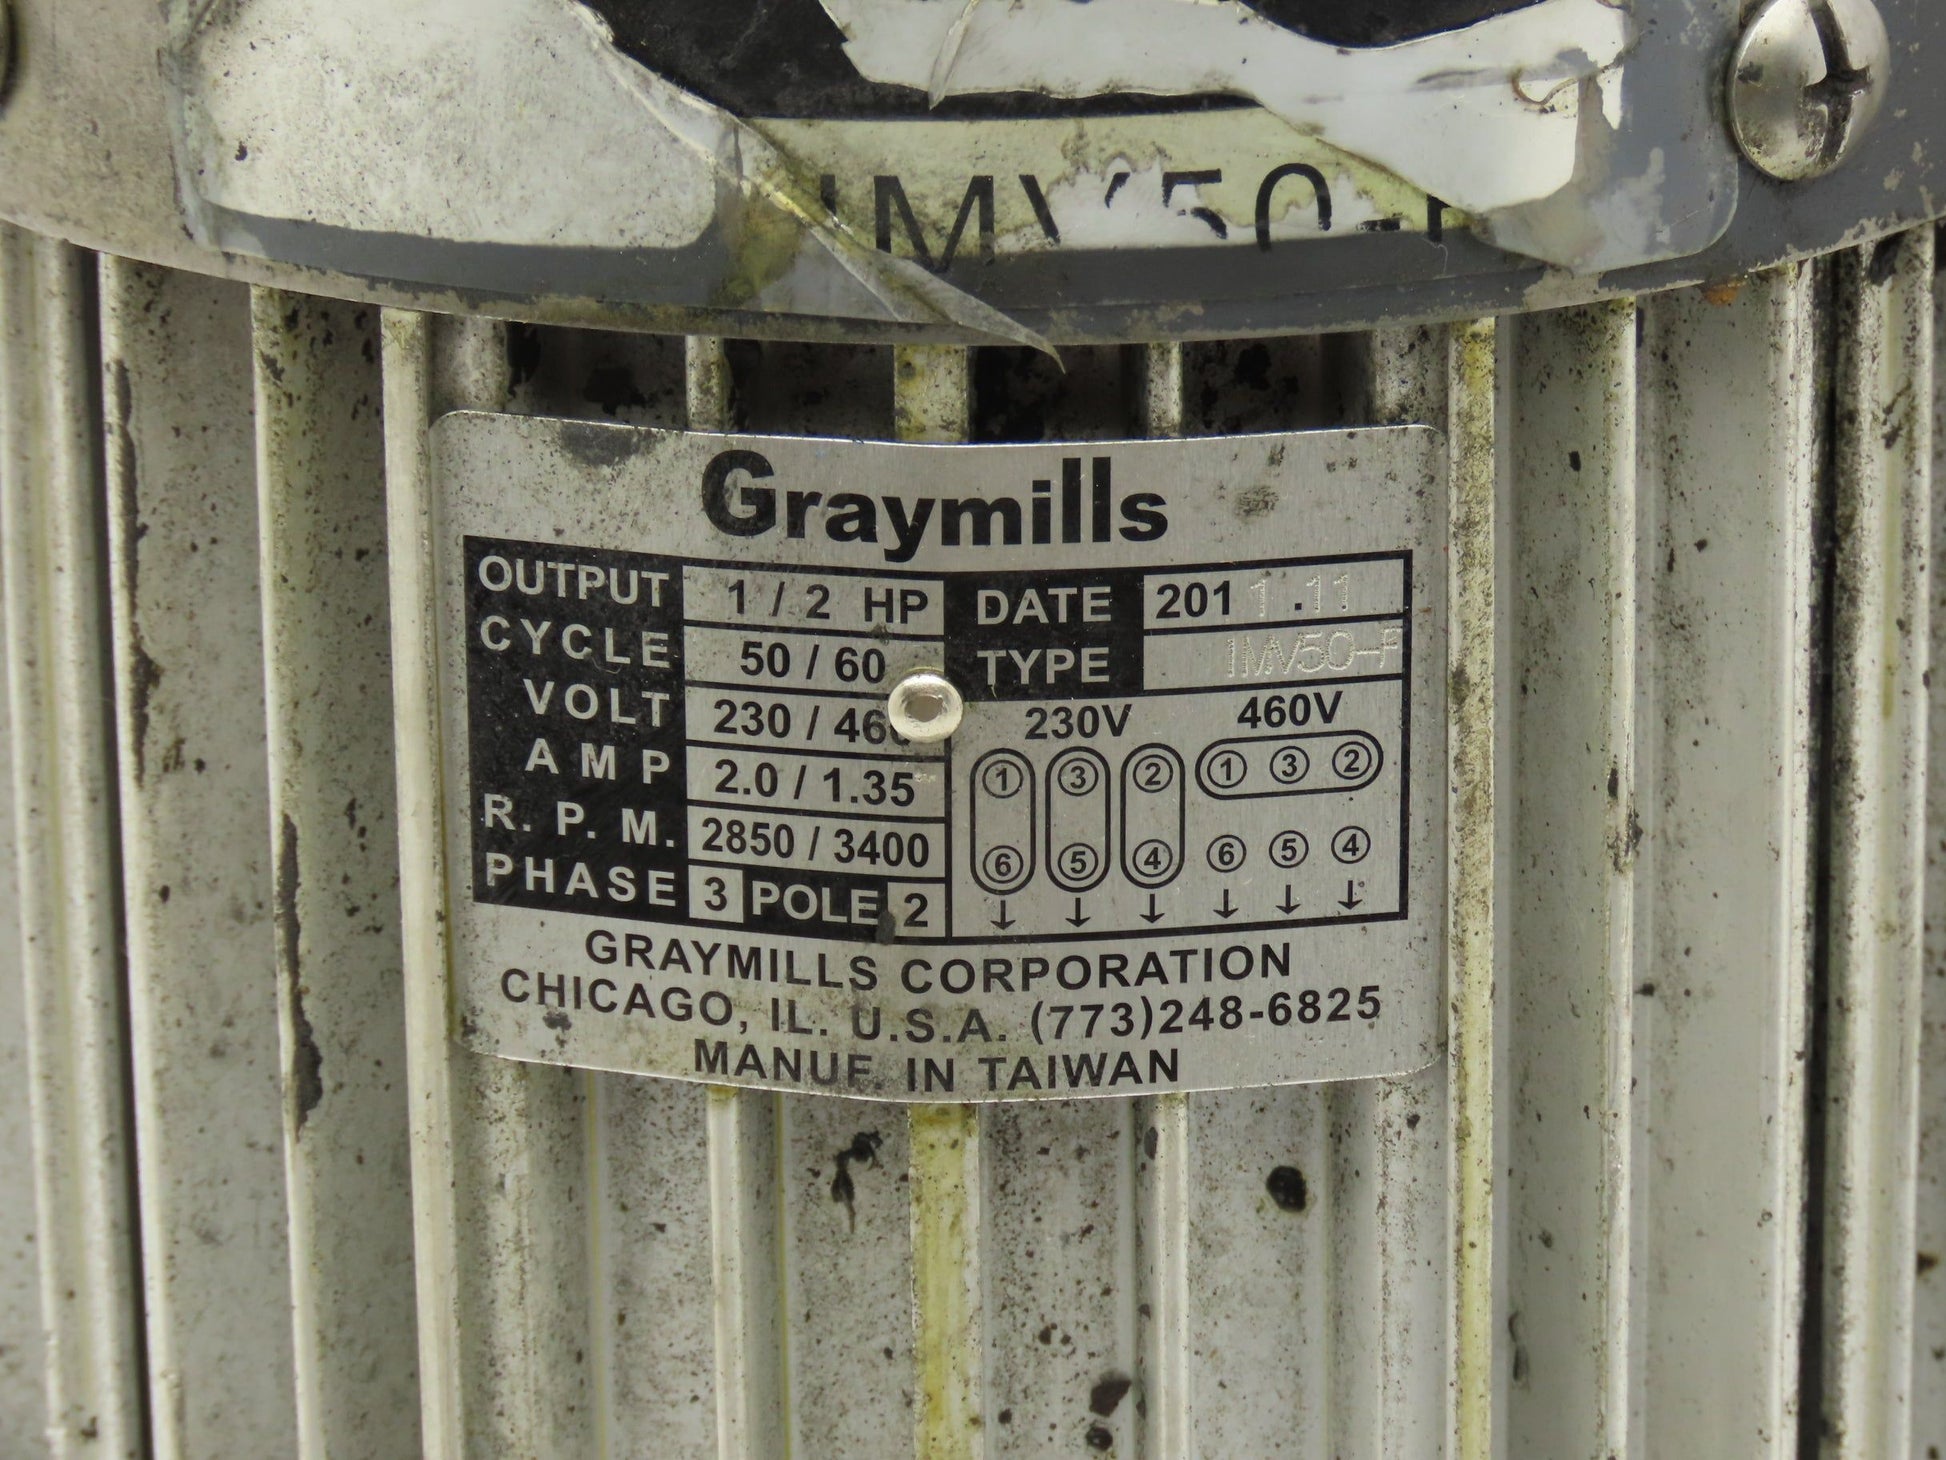 IMV50-F
Graymills
OUTPUT 1 / 2 HP DATE 2011.11
CYCLE 50 / 60 TYPE IMV50-F
VOLT 230 / 460 230V 460V
AMP 2.0 / 1.35 1 3 2 1 3 2
R. P. M. 2850 / 3400 6 5 4 6 5 4
PHASE 3 POLE 2 ↓ ↓ ↓ ↓ ↓ ↓
GRAYMILLS CORPORATION
CHICAGO, IL. U.S.A. (773)248-6825
MANUF. IN TAIWAN